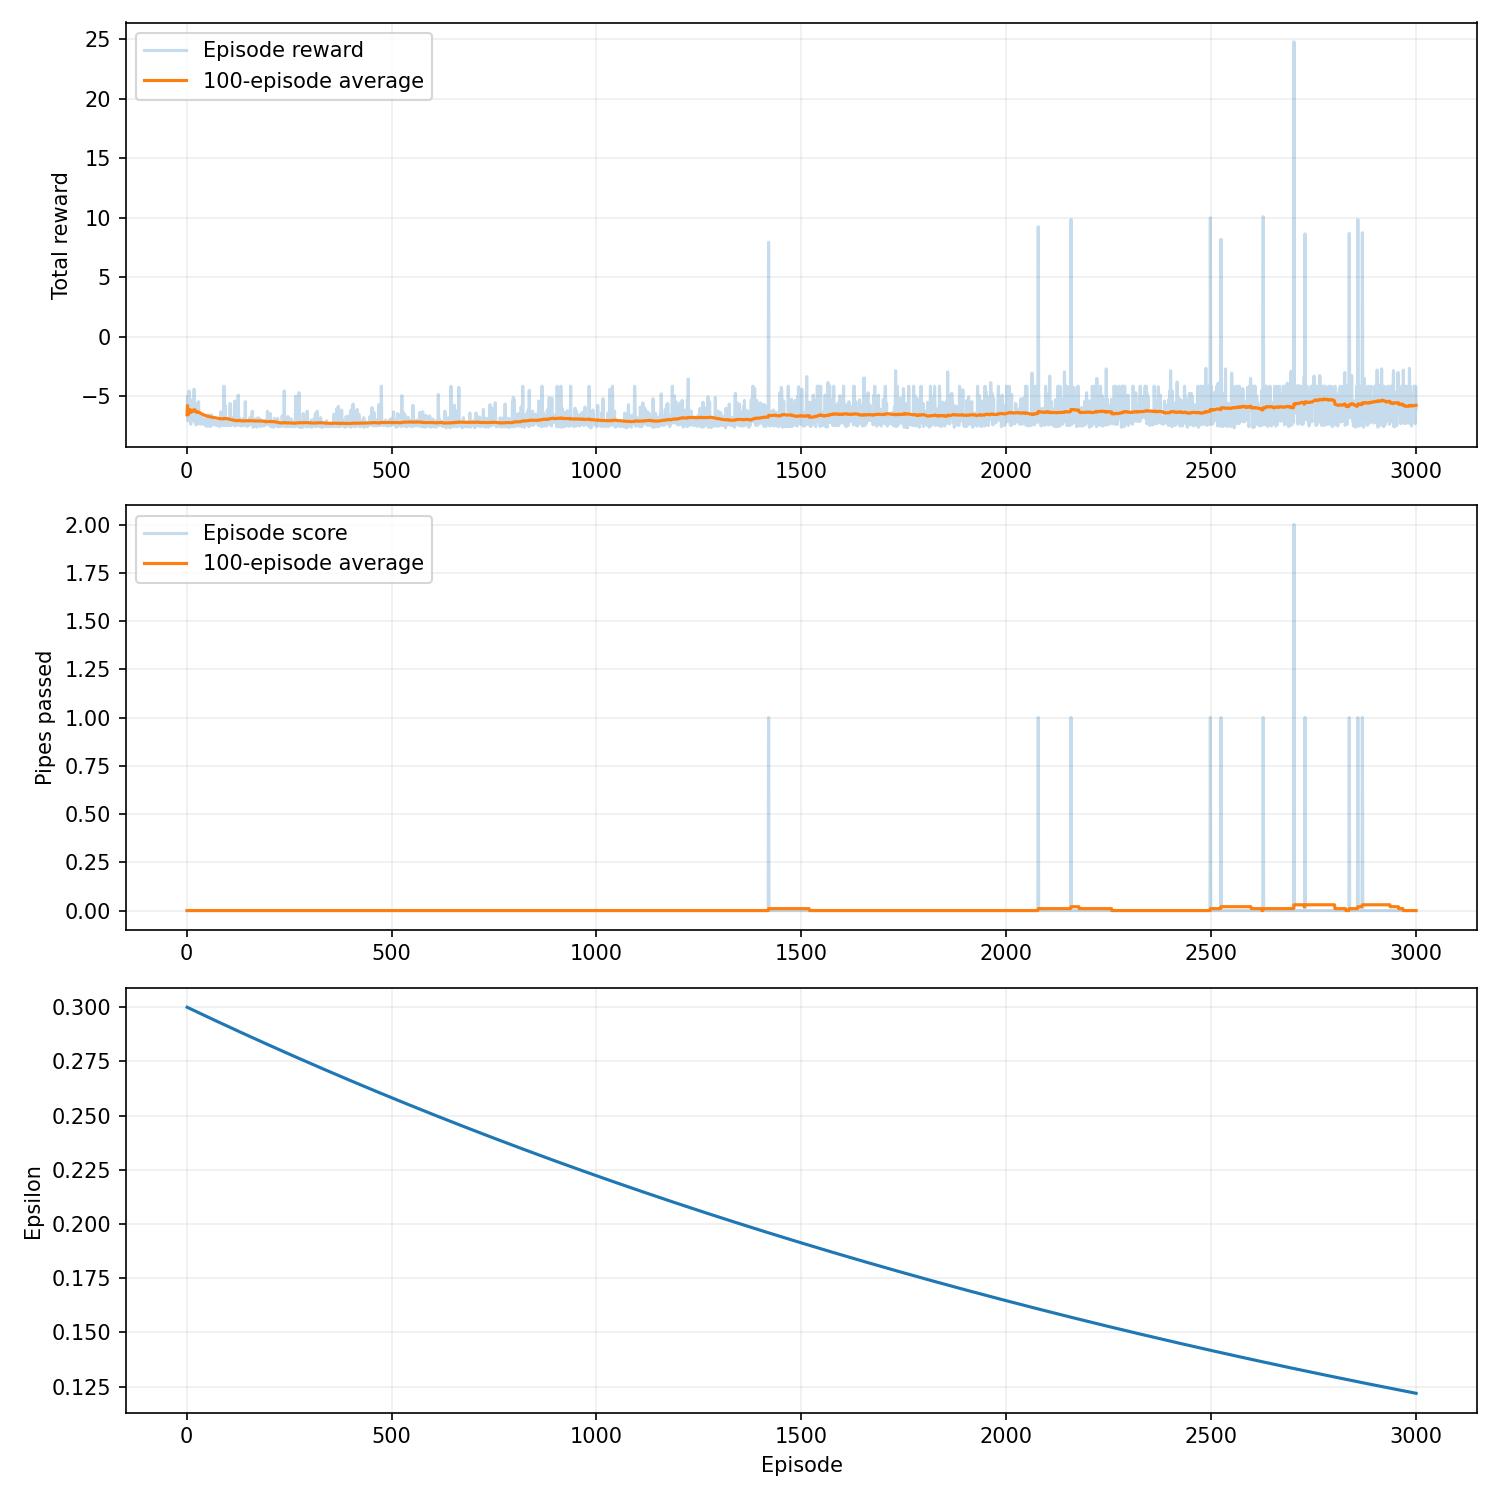 25
20
15
10
5
0
−5
Total reward
Episode reward
100-episode average
0 500 1000 1500 2000 2500 3000
2.00
1.75
1.50
1.25
1.00
0.75
0.50
0.25
0.00
Pipes passed
Episode score
100-episode average
0 500 1000 1500 2000 2500 3000
0.300
0.275
0.250
0.225
0.200
0.175
0.150
0.125
Epsilon
0 500 1000 1500 2000 2500 3000
Episode